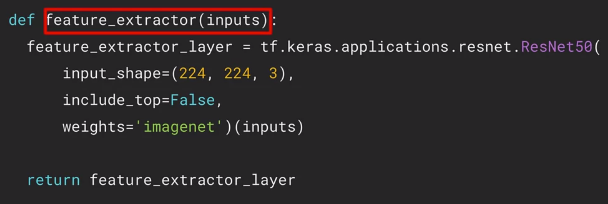 def feature_extractor(inputs):
feature_extractor_layer = tf.keras.applications.resnet.ResNet50(
input_shape=(224, 224, 3),
include_top=False,
weights='imagenet')(inputs)
return feature_extractor_layer